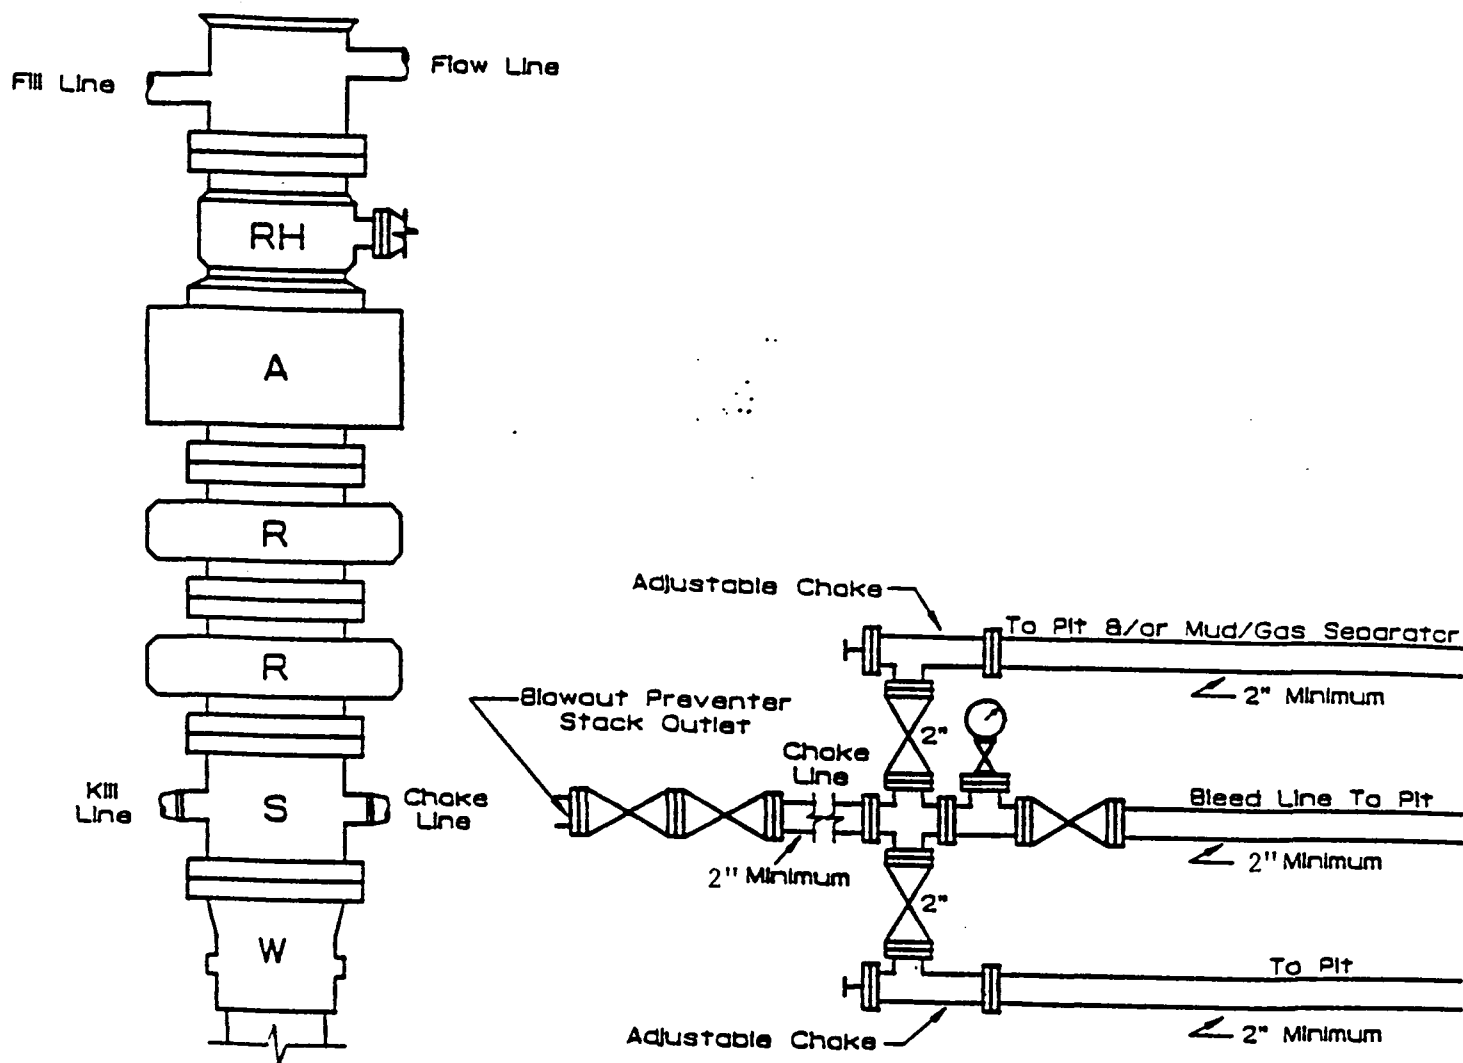 Fill Line
Flow Line
RH
A
R
R
Kill
Line
S
Choke
Line
W
Adjustable Choke
To Pit &/or Mud/Gas Separator
2" Minimum
Blowout Preventer
Stack Outlet
2"
Choke
Line
Bleed Line To Pit
2" Minimum
2" Minimum
2"
To Pit
Adjustable Choke
2" Minimum